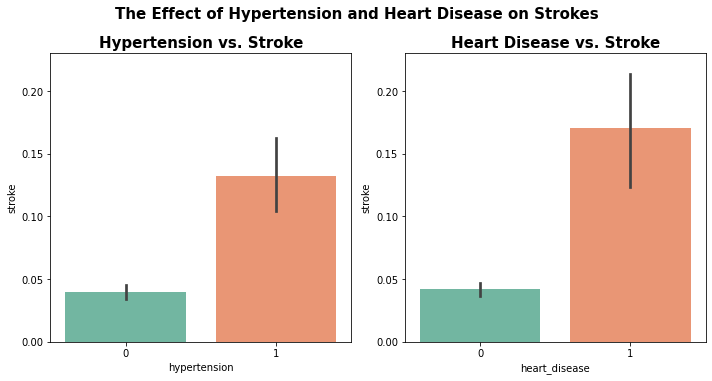 The Effect of Hypertension and Heart Disease on Strokes
Hypertension vs. Stroke
0.20
0.15
0.10
0.05
0.00
stroke
0 1
hypertension
Heart Disease vs. Stroke
0.20
0.15
0.10
0.05
0.00
stroke
0 1
heart_disease